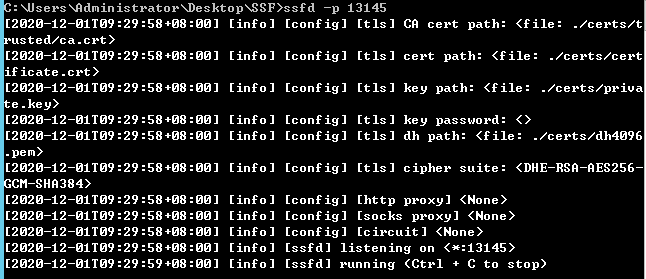 C:\Users\Administrator\Desktop\SSF>ssfd -p 13145
[2020-12-01T09:29:58+08:00] [info] [config] [tls] CA cert path: <file: ./certs/t
rusted/ca.crt>
[2020-12-01T09:29:58+08:00] [info] [config] [tls] cert path: <file: ./certs/cert
ificate.crt>
[2020-12-01T09:29:58+08:00] [info] [config] [tls] key path: <file: ./certs/priva
te.key>
[2020-12-01T09:29:58+08:00] [info] [config] [tls] key password: <>
[2020-12-01T09:29:58+08:00] [info] [config] [tls] dh path: <file: ./certs/dh4096
.pem>
[2020-12-01T09:29:58+08:00] [info] [config] [tls] cipher suite: <DHE-RSA-AES256-
GCM-SHA384>
[2020-12-01T09:29:58+08:00] [info] [config] [http proxy] <None>
[2020-12-01T09:29:58+08:00] [info] [config] [socks proxy] <None>
[2020-12-01T09:29:58+08:00] [info] [config] [circuit] <None>
[2020-12-01T09:29:58+08:00] [info] [ssfd] listening on <*:13145>
[2020-12-01T09:29:59+08:00] [info] [ssfd] running (Ctrl + C to stop)